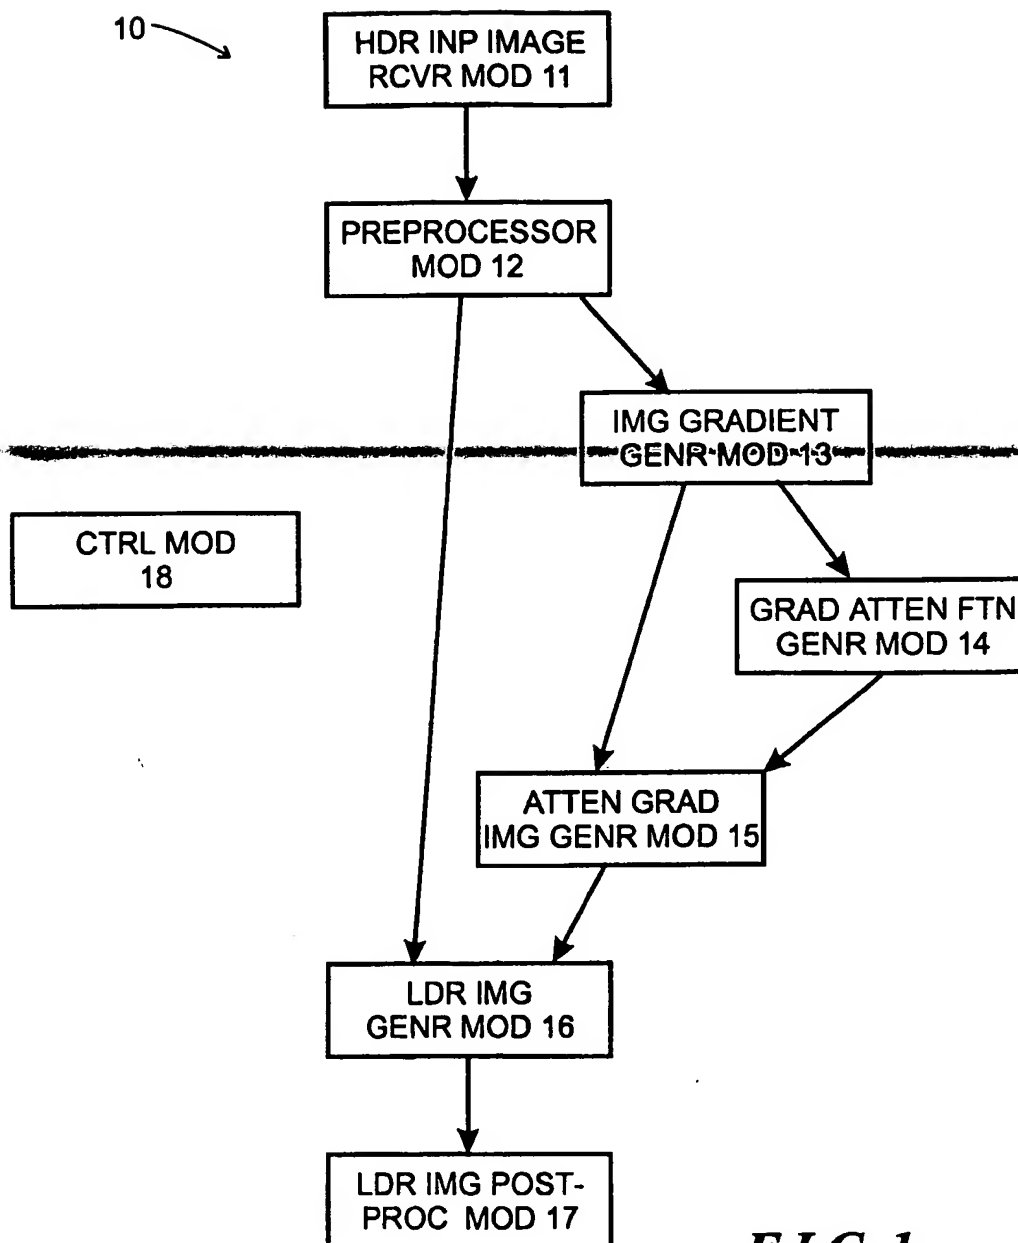 10
HDR INP IMAGE
RCVR MOD 11
PREPROCESSOR
MOD 12
IMG GRADIENT
GENR MOD 13
CTRL MOD
18
GRAD ATTEN FTN
GENR MOD 14
ATTEN GRAD
IMG GENR MOD 15
LDR IMG
GENR MOD 16
LDR IMG POST-
PROC MOD 17
FIG. 1